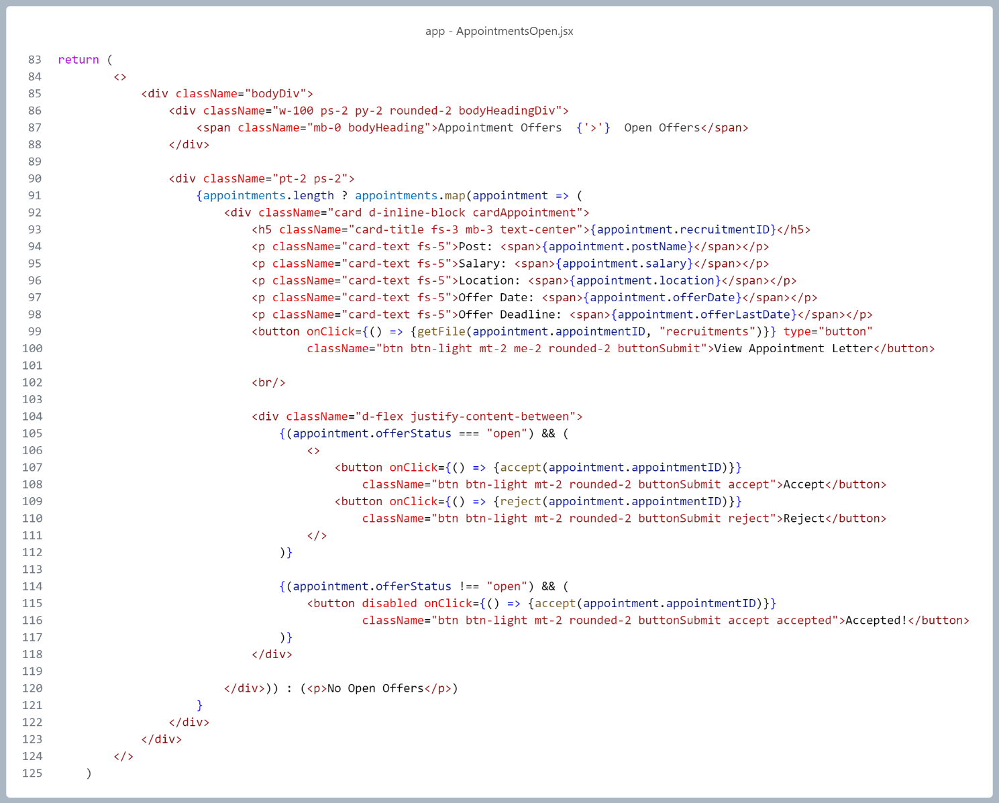 app - AppointmentsOpen.jsx
83 return (
84 <>
85 <div className="bodyDiv">
86 <div className="w-100 ps-2 py-2 rounded-2 bodyHeadingDiv">
87 <span className="mb-0 bodyHeading">Appointment Offers  {'>'}  Open Offers</span>
88 </div>
89
90 <div className="pt-2 ps-2">
91 {appointments.length ? appointments.map(appointment => (
92 <div className="card d-inline-block cardAppointment">
93 <h5 className="card-title fs-3 mb-3 text-center">{appointment.recruitmentID}</h5>
94 <p className="card-text fs-5">Post: <span>{appointment.postName}</span></p>
95 <p className="card-text fs-5">Salary: <span>{appointment.salary}</span></p>
96 <p className="card-text fs-5">Location: <span>{appointment.location}</span></p>
97 <p className="card-text fs-5">Offer Date: <span>{appointment.offerDate}</span></p>
98 <p className="card-text fs-5">Offer Deadline: <span>{appointment.offerLastDate}</span></p>
99 <button onClick={() => {getFile(appointment.appointmentID, "recruitments")}} type="button"
100 className="btn btn-light mt-2 me-2 rounded-2 buttonSubmit">View Appointment Letter</button>
101
102 <br/>
103
104 <div className="d-flex justify-content-between">
105 {(appointment.offerStatus === "open") && (
106 <>
107 <button onClick={() => {accept(appointment.appointmentID)}}
108 className="btn btn-light mt-2 rounded-2 buttonSubmit accept">Accept</button>
109 <button onClick={() => {reject(appointment.appointmentID)}}
110 className="btn btn-light mt-2 rounded-2 buttonSubmit reject">Reject</button>
111 </>
112 )}
113
114 {(appointment.offerStatus !== "open") && (
115 <button disabled onClick={() => {accept(appointment.appointmentID)}}
116 className="btn btn-light mt-2 rounded-2 buttonSubmit accept accepted">Accepted!</button>
117 )}
118 </div>
119
120 </div>)) : (<p>No Open Offers</p>)
121 }
122 </div>
123 </div>
124 </>
125 )